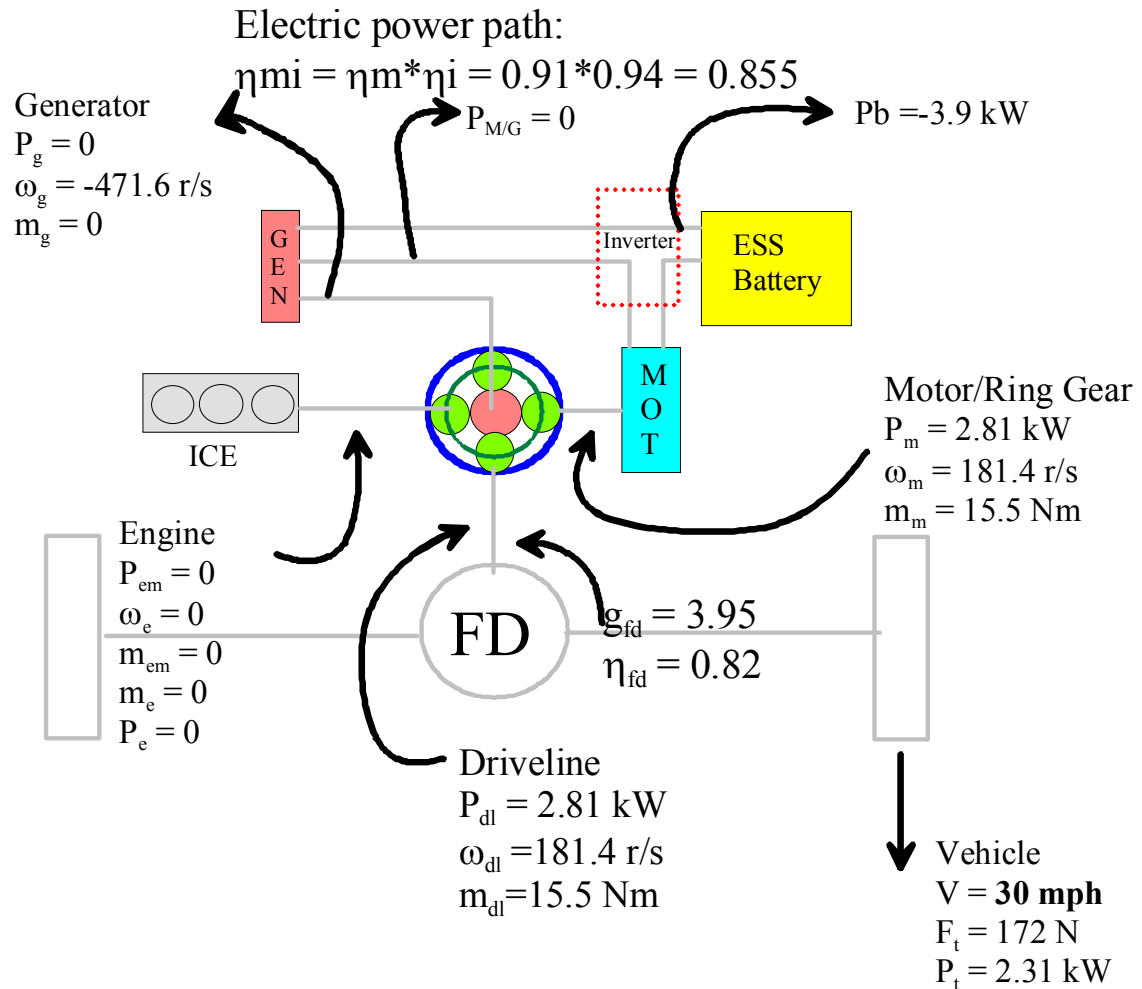 Electric power path:
ηmi = ηm*ηi = 0.91*0.94 = 0.855
Generator
P_g = 0
ω_g = -471.6 r/s
m_g = 0
P_M/G = 0
Pb =-3.9 kW
G
E
N
Inverter
ESS
Battery
M
O
T
ICE
Motor/Ring Gear
P_m = 2.81 kW
ω_m = 181.4 r/s
m_m = 15.5 Nm
Engine
P_em = 0
ω_e = 0
m_em = 0
m_e = 0
P_e = 0
FD
g_fd = 3.95
η_fd = 0.82
Driveline
P_dl = 2.81 kW
ω_dl =181.4 r/s
m_dl=15.5 Nm
Vehicle
V = 30 mph
F_t = 172 N
P_t = 2.31 kW